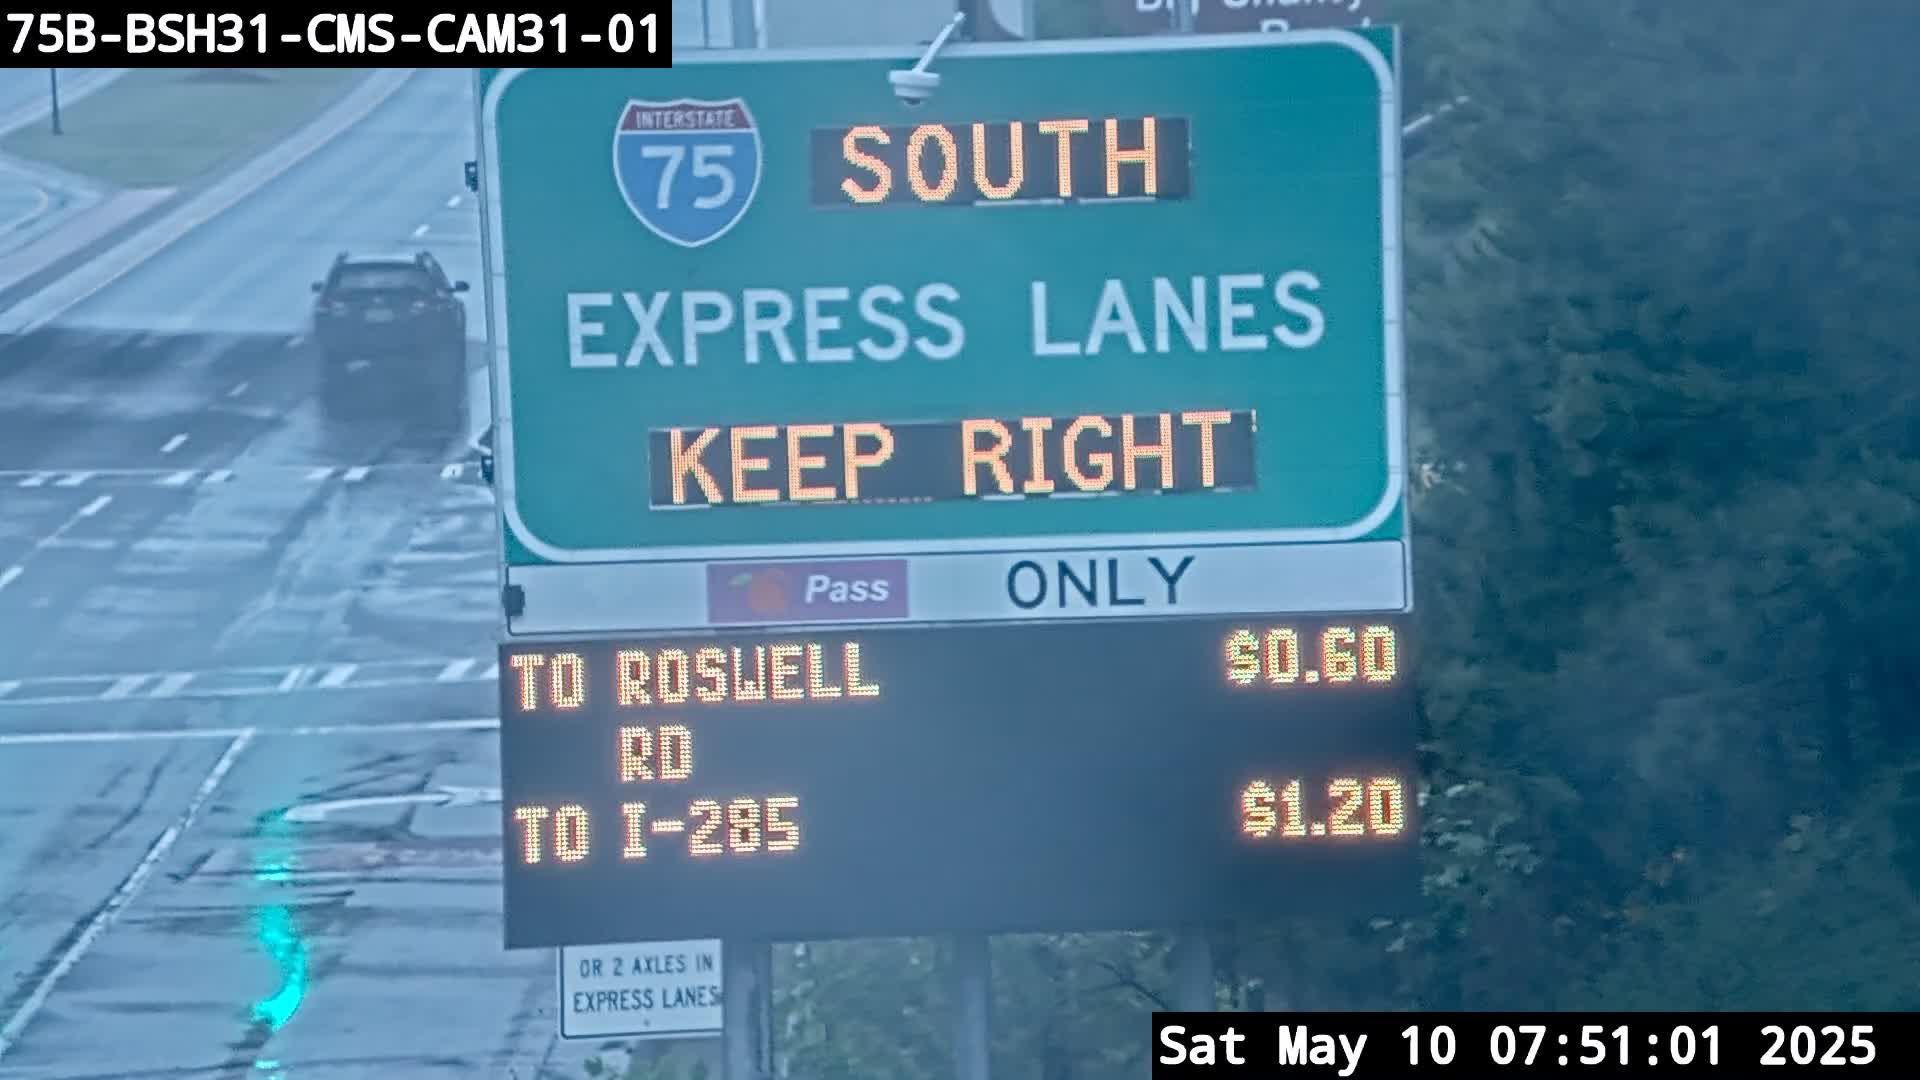 75B-BSH31-CMS-CAM31-01
INTERSTATE
75
SOUTH
EXPRESS LANES
KEEP RIGHT
Pass ONLY
TO ROSWELL $0.60
RD
TO I-285 $1.20
OR 2 AXLES IN
EXPRESS LANES
Sat May 10 07:51:01 2025